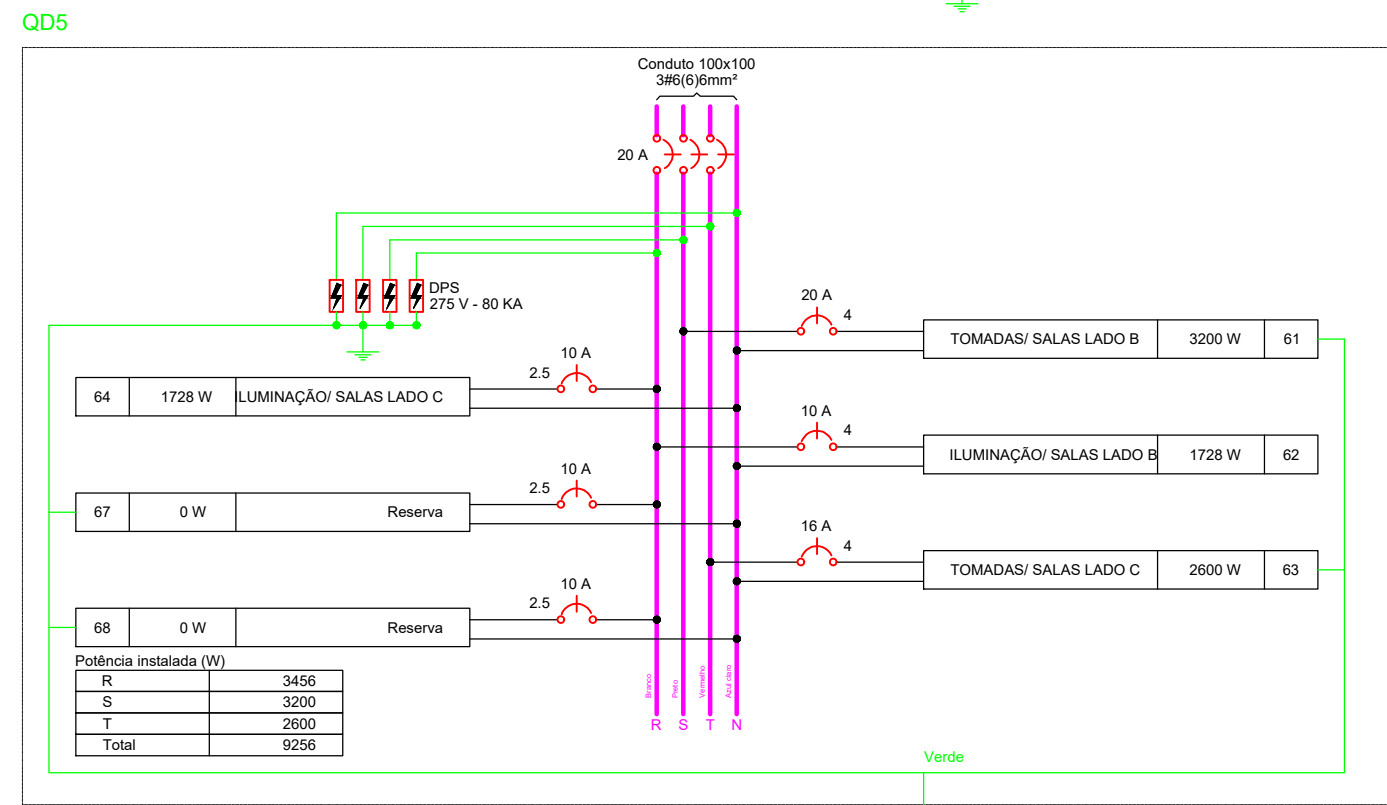 QD5
Conduto 100x100
3#6(6)6mm²
20 A
DPS
275 V - 80 KA
20 A
4
TOMADAS/ SALAS LADO B 3200 W 61
10 A
2.5
64 1728 W ILUMINAÇÃO/ SALAS LADO C
10 A
4
ILUMINAÇÃO/ SALAS LADO B 1728 W 62
10 A
2.5
67 0 W Reserva
16 A
4
TOMADAS/ SALAS LADO C 2600 W 63
10 A
2.5
68 0 W Reserva
Potência instalada (W)
R 3456
S 3200
T 2600
Total 9256
Branco
Preto
Vermelho
Azul claro
R S T N
Verde